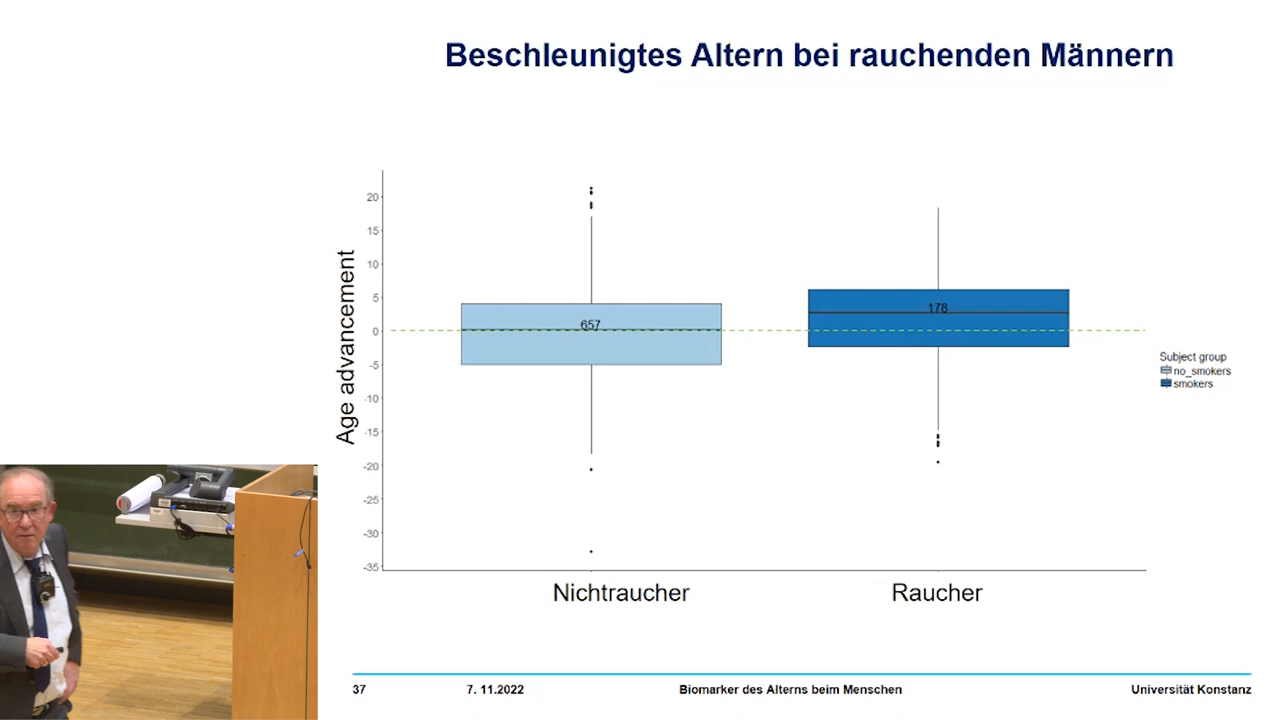 Beschleunigtes Altern bei rauchenden Männern
Age advancement
20
15
10
5
0
-5
-10
-15
-20
-25
-30
-35
657
178
Nichtraucher
Raucher
Subject group
no_smokers
smokers
37
7. 11.2022
Biomarker des Alterns beim Menschen
Universität Konstanz